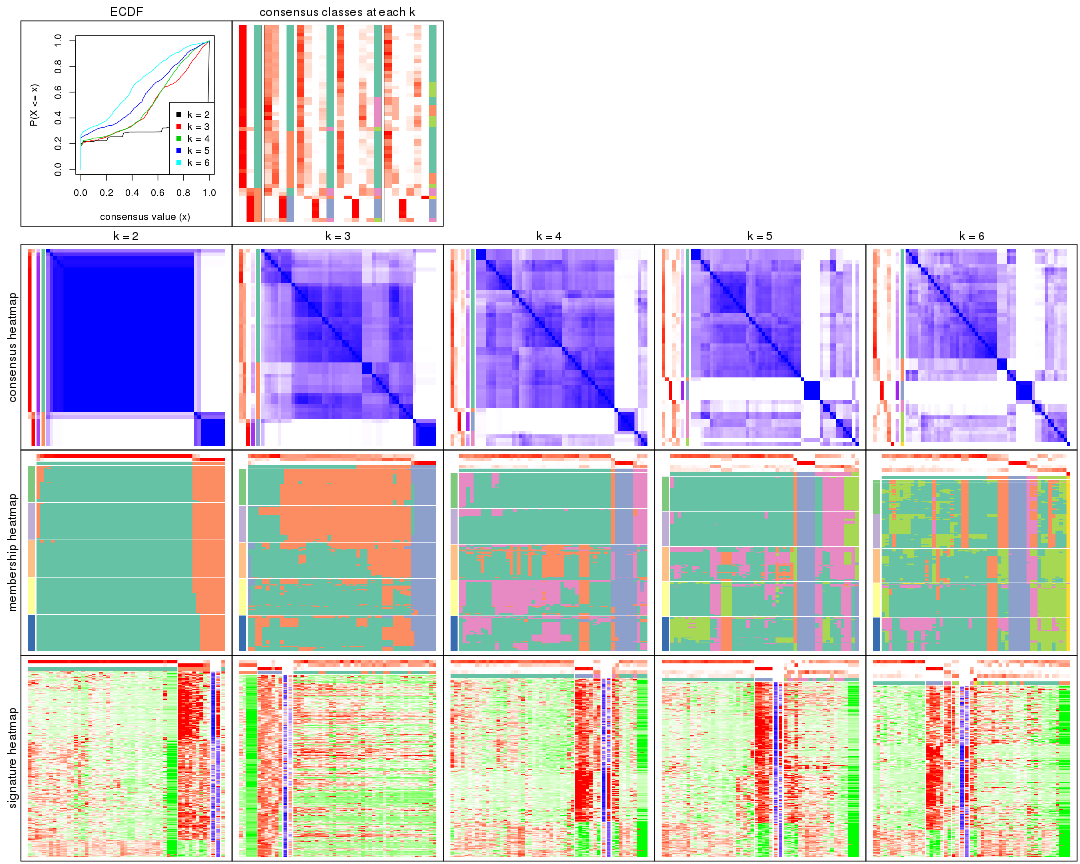 ECDF
consensus classes at each k
P(X <= x)
0.0 0.2 0.4 0.6 0.8 1.0
k = 2
k = 3
k = 4
k = 5
k = 6
0.0 0.2 0.4 0.6 0.8 1.0
consensus value (x)
k = 2
k = 3
k = 4
k = 5
k = 6
consensus heatmap
membership heatmap
signature heatmap